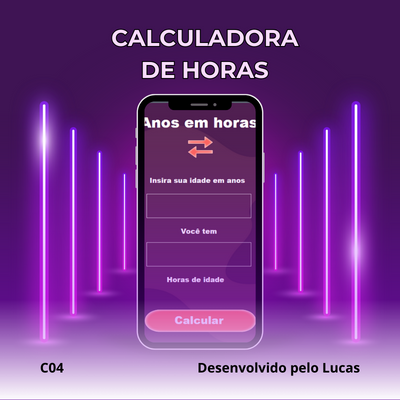 CALCULADORA
DE HORAS
Anos em horas
Insira sua idade em anos
Você tem
Horas de idade
Calcular
C04
Desenvolvido pelo Lucas